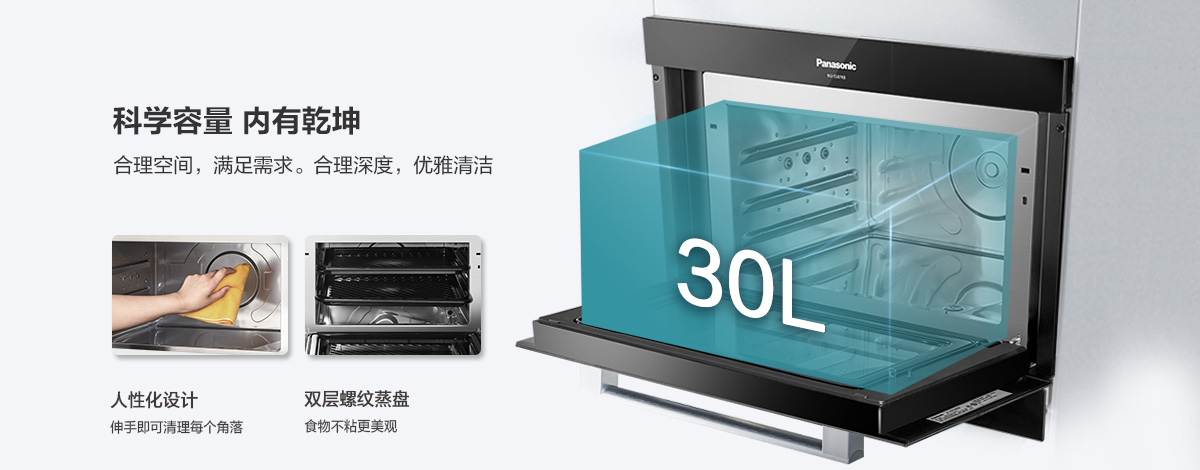 科学容量 内有乾坤
合理空间，满足需求。合理深度，优雅清洁
人性化设计
伸手即可清理每个角落
双层螺纹蒸盘
食物不粘更美观
Panasonic
30L